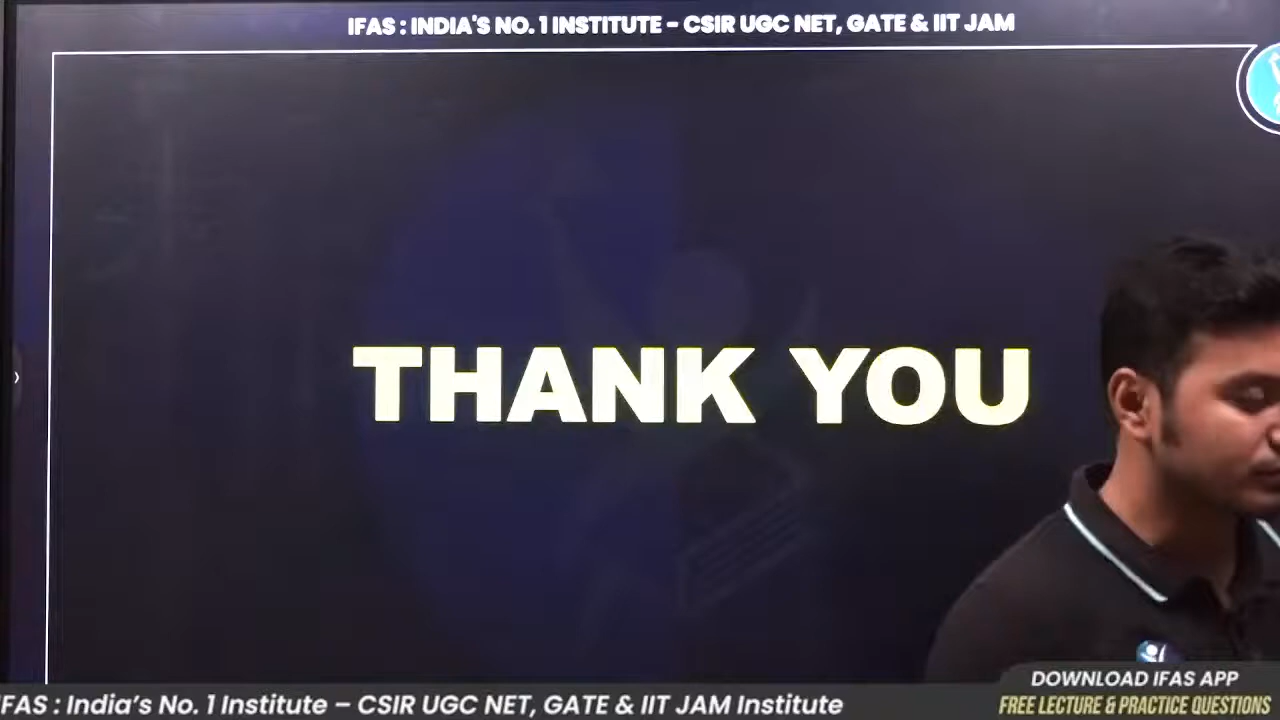 IFAS : INDIA'S NO. 1 INSTITUTE - CSIR UGC NET, GATE & IIT JAM
THANK YOU
DOWNLOAD IFAS APP
IFAS : India's No. 1 Institute – CSIR UGC NET, GATE & IIT JAM Institute
FREE LECTURE & PRACTICE QUESTIONS